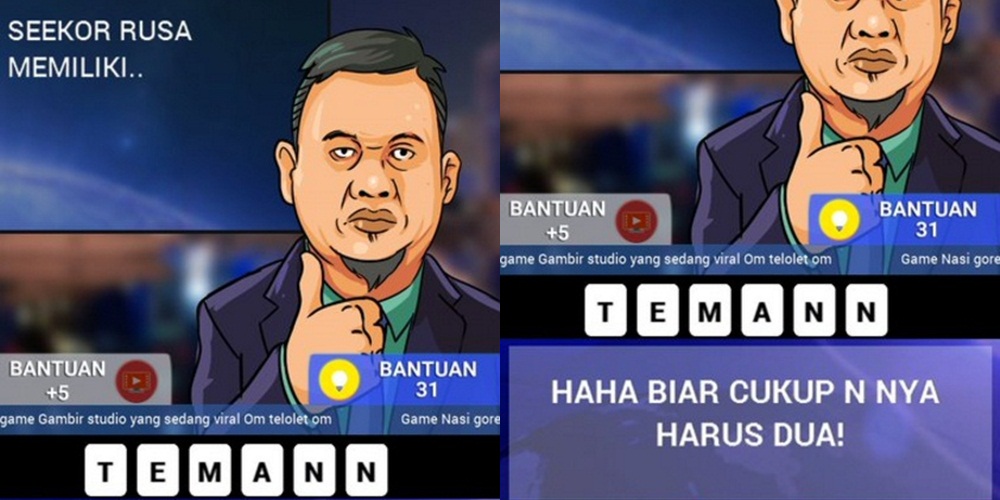 SEEKOR RUSA
MEMILIKI..
BANTUAN
+5
BANTUAN
31
game Gambir studio yang sedang viral Om telolet om
Game Nasi gore
TEMANN
BANTUAN
+5
BANTUAN
31
game Gambir studio yang sedang viral Om telolet om
Game Nasi gore
TEMANN
HAHA BIAR CUKUP N NYA
HARUS DUA!